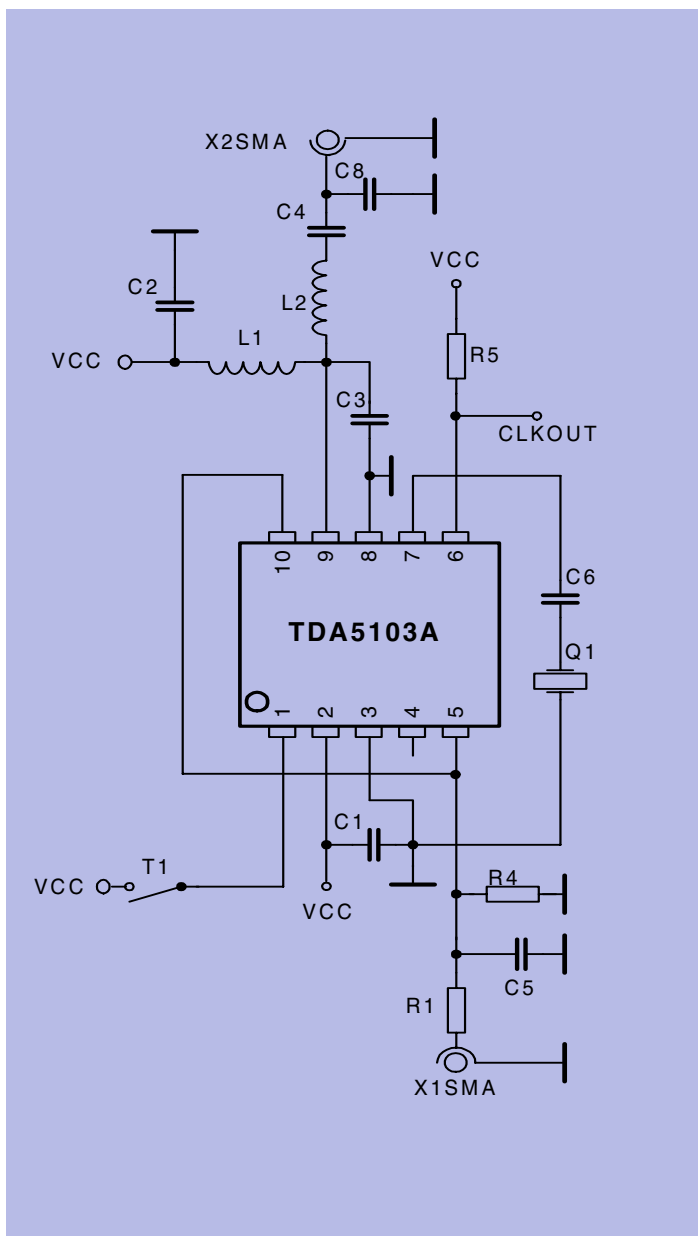 X2SMA
C8
C4
VCC
C2
L2
L1
R5
VCC
C3
CLKOUT
10 9 8 7 6
C6
TDA5103A
Q1
1 2 3 4 5
C1
T1
VCC
R4
VCC
C5
R1
X1SMA